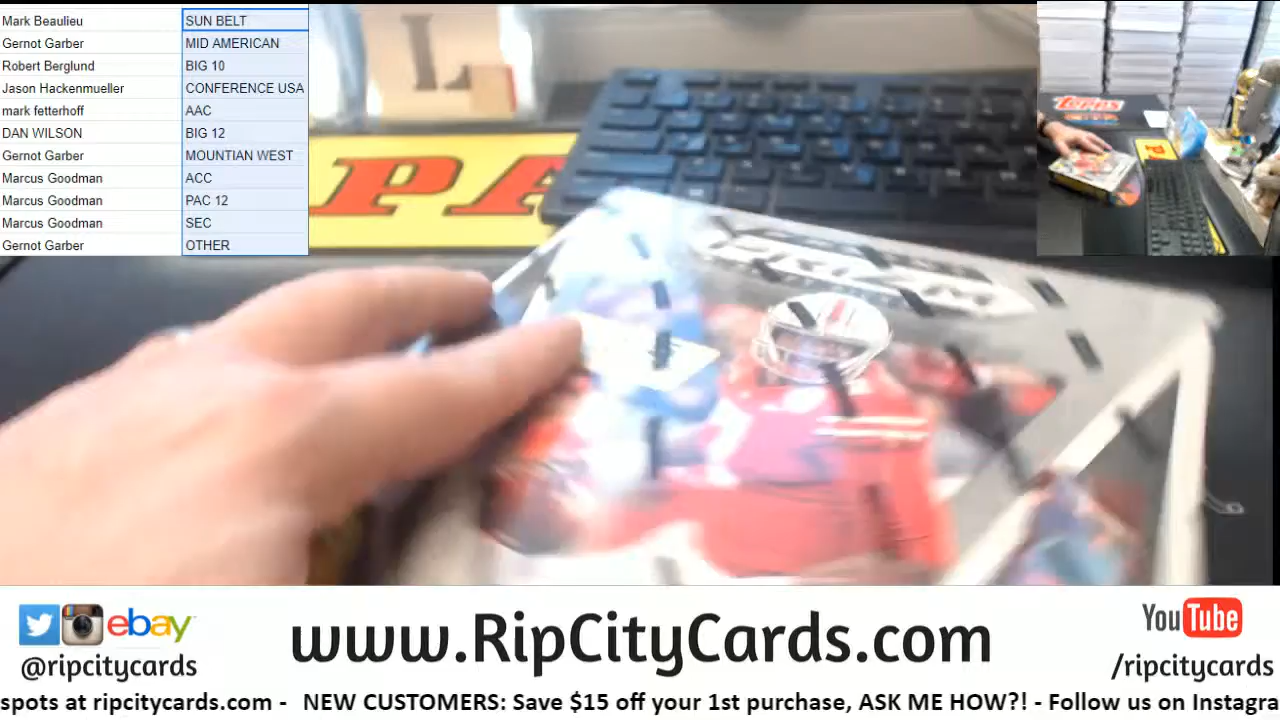 Mark Beaulieu SUN BELT
Gernot Garber MID AMERICAN
Robert Berglund BIG 10
Jason Hackenmueller CONFERENCE USA
mark fetterhoff AAC
DAN WILSON BIG 12
Gernot Garber MOUNTIAN WEST
Marcus Goodman ACC
Marcus Goodman PAC 12
Marcus Goodman SEC
Gernot Garber OTHER
Topps
PA
PRIZM
ebay
@ripcitycards
www.RipCityCards.com
YouTube
/ripcitycards
spots at ripcitycards.com - NEW CUSTOMERS: Save $15 off your 1st purchase, ASK ME HOW?! - Follow us on Instagra